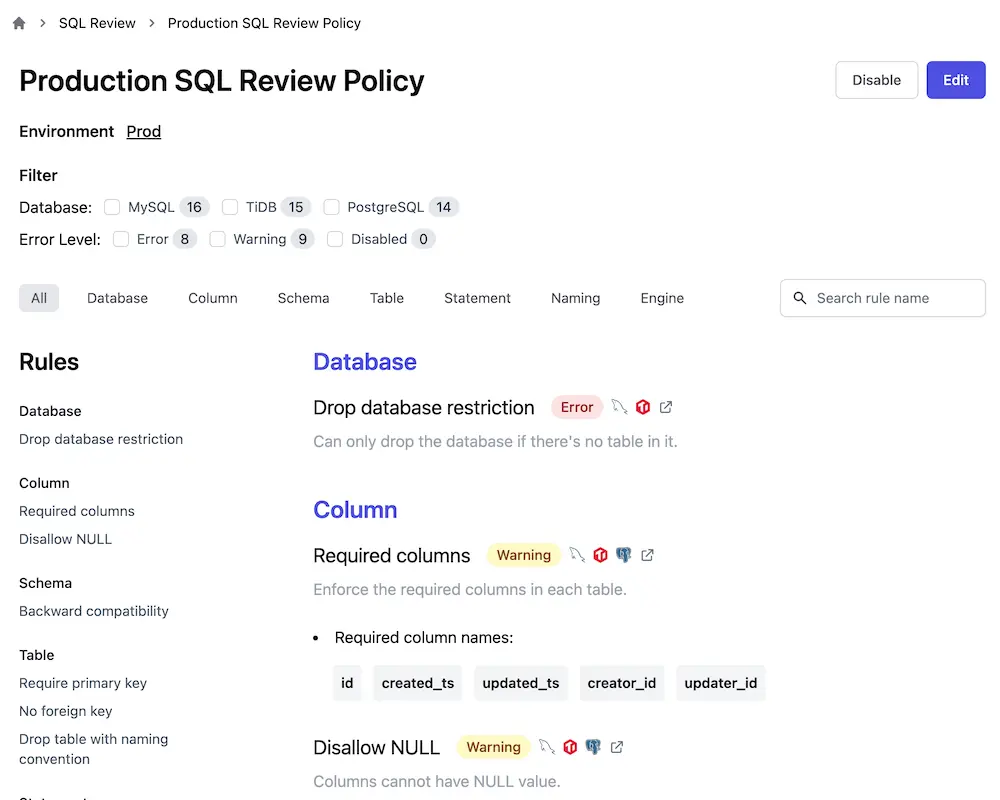 SQL Review > Production SQL Review Policy
Production SQL Review Policy
Disable
Edit
Environment Prod
Filter
Database: MySQL 16 TiDB 15 PostgreSQL 14
Error Level: Error 8 Warning 9 Disabled 0
All Database Column Schema Table Statement Naming Engine
Search rule name
Rules
Database
Drop database restriction
Column
Required columns
Disallow NULL
Schema
Backward compatibility
Table
Require primary key
No foreign key
Drop table with naming
convention
Database
Drop database restriction Error
Can only drop the database if there's no table in it.
Column
Required columns Warning
Enforce the required columns in each table.
• Required column names:
id created_ts updated_ts creator_id updater_id
Disallow NULL Warning
Columns cannot have NULL value.